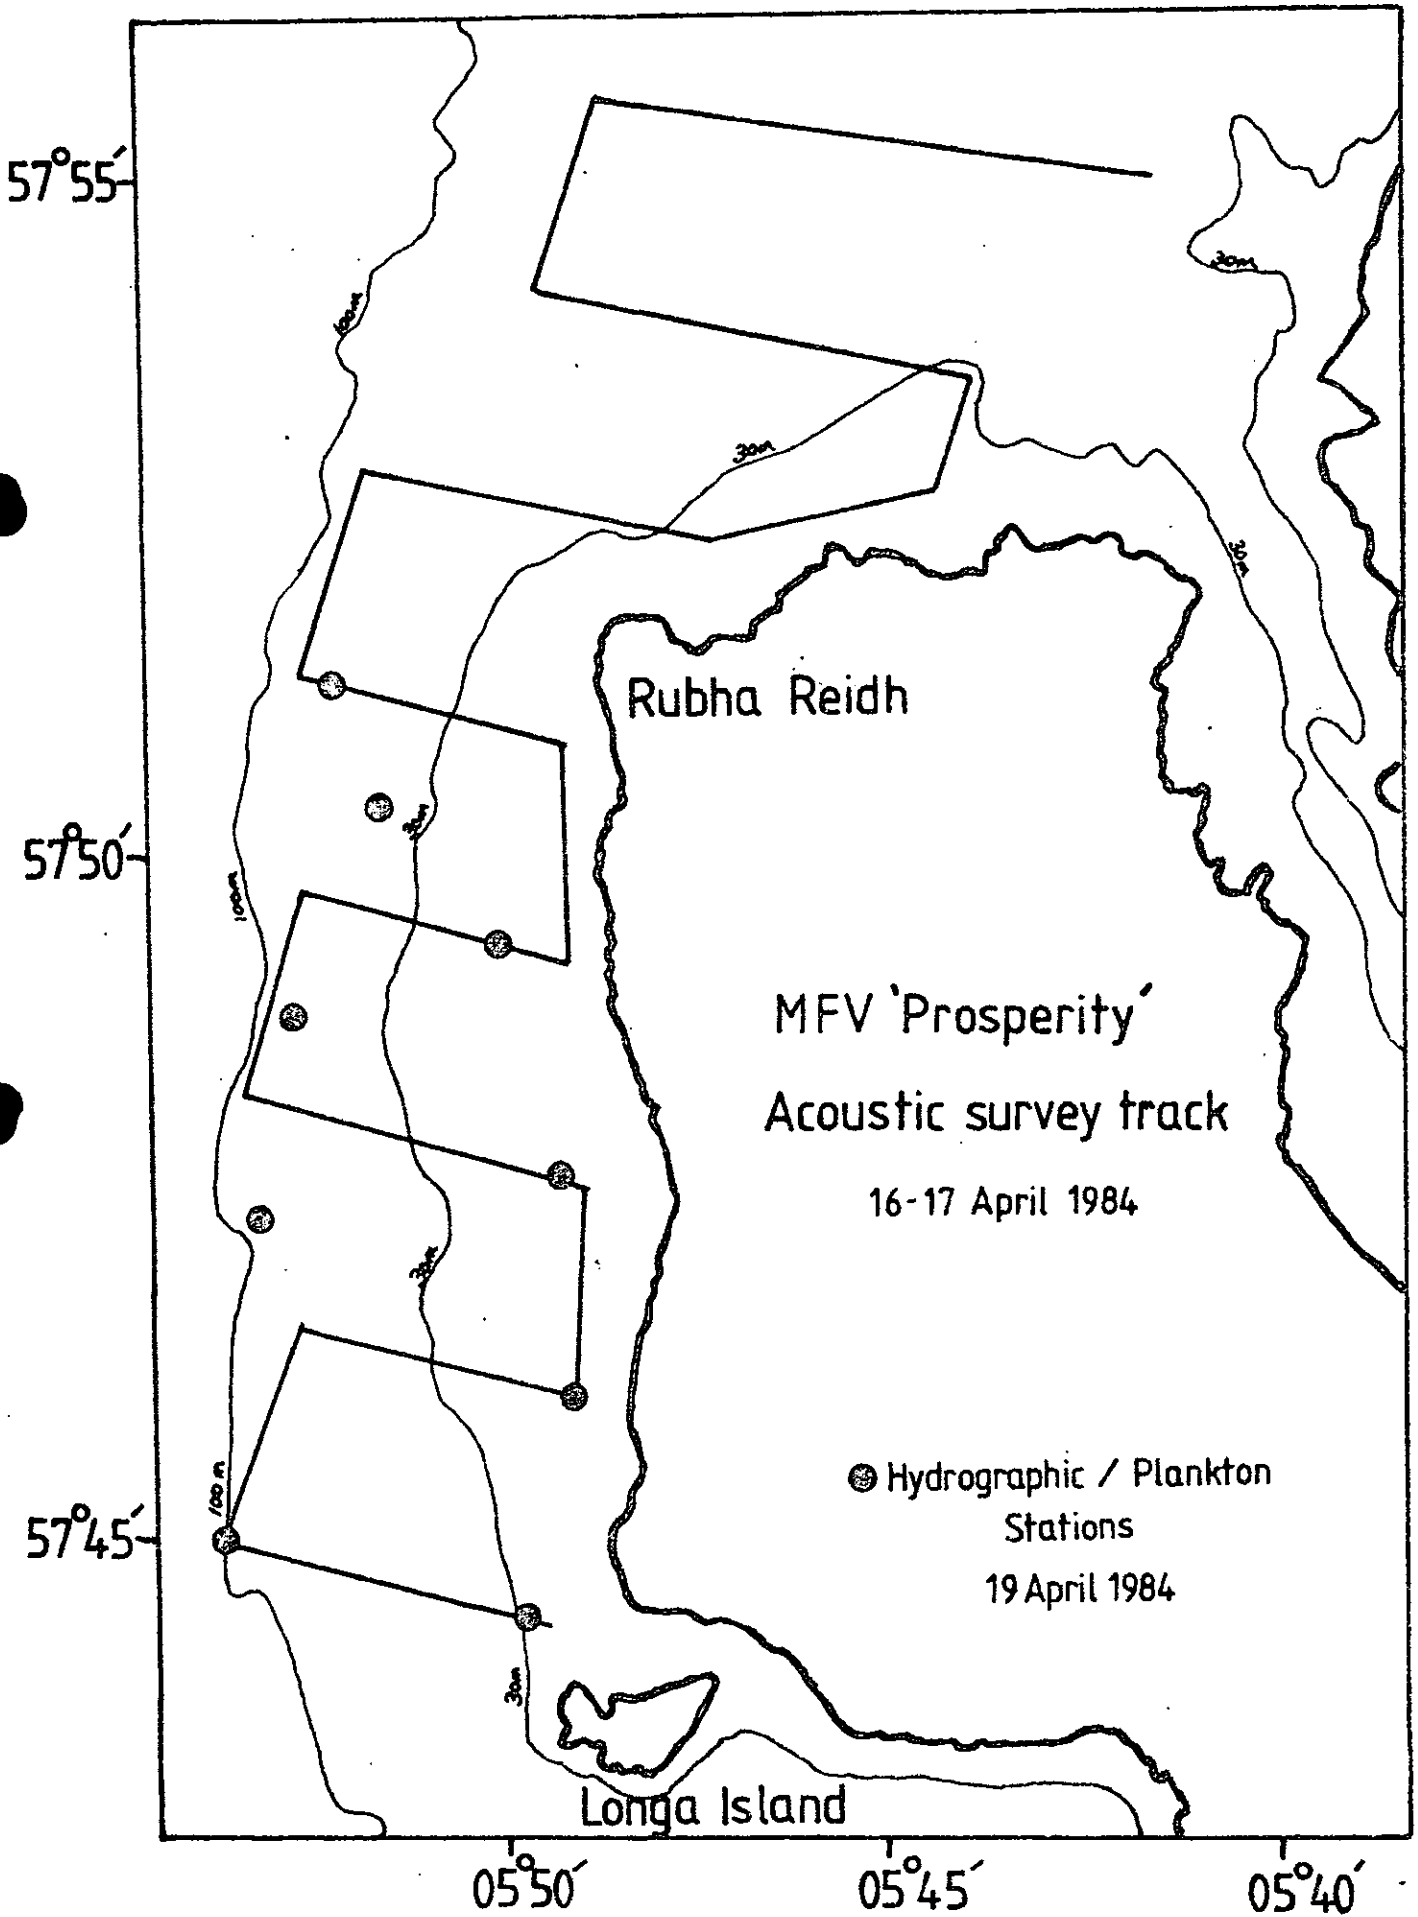 57°55′
100m
30m
30m
30m
Rubha Reidh
30m
57°50′
100m
MFV 'Prosperity'
Acoustic survey track
16-17 April 1984
30m
Hydrographic / Plankton
Stations
19 April 1984
100m
57°45′
30m
Longa Island
05°50′
05°45′
05°40′